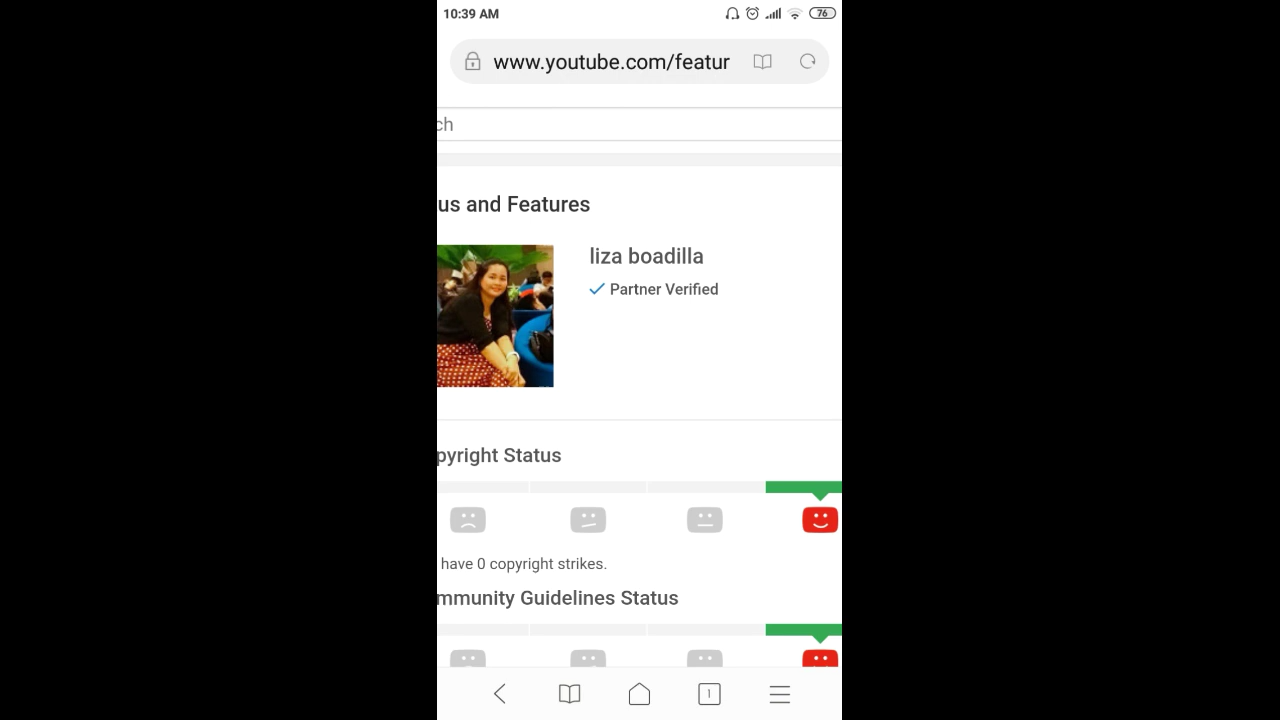 10:39 AM
76
www.youtube.com/featur
ch
us and Features
liza boadilla
Partner Verified
pyright Status
have 0 copyright strikes.
mmunity Guidelines Status
1